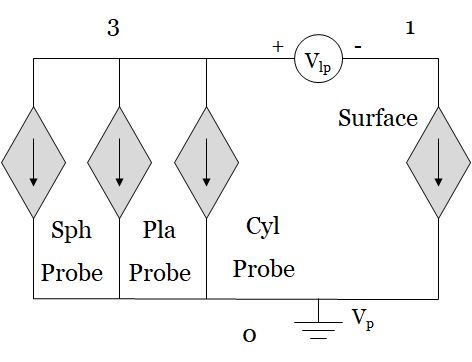 3
1
+
-
Vlp
Surface
Sph
Probe
Pla
Probe
Cyl
Probe
Vp
0